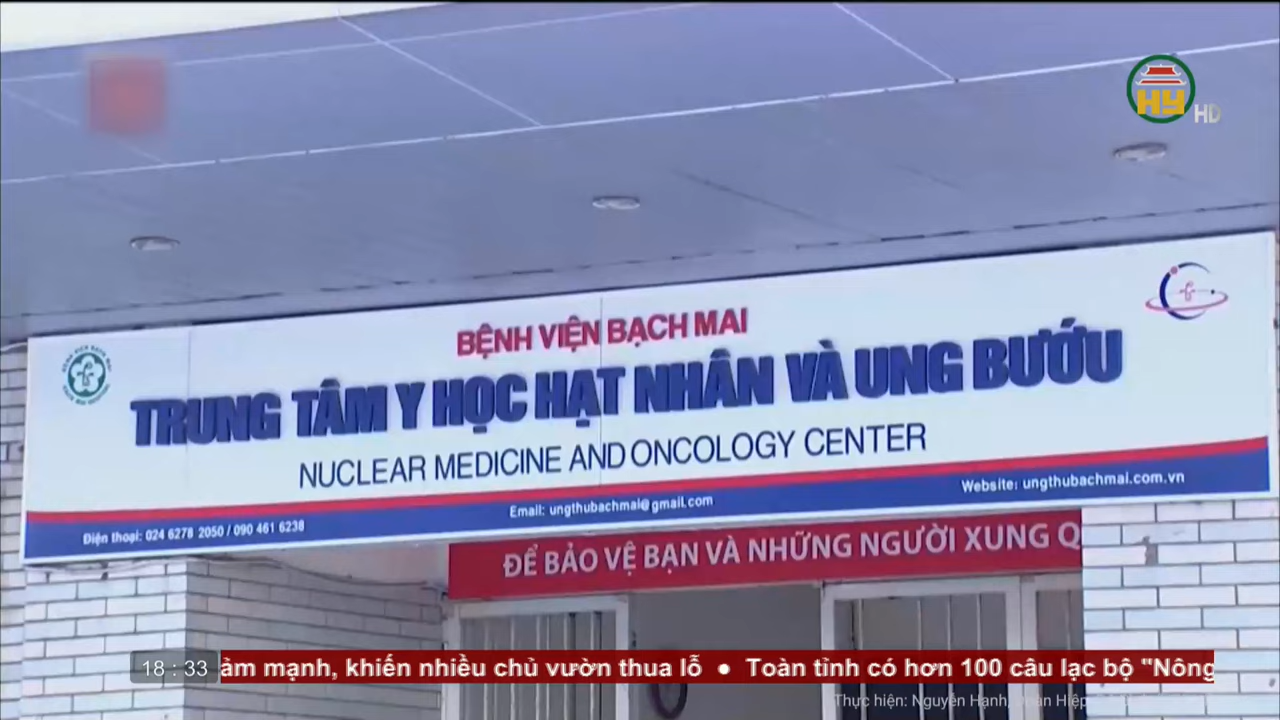 HY HD
BỆNH VIỆN BẠCH MAI
TRUNG TÂM Y HỌC HẠT NHÂN VÀ UNG BƯỚU
NUCLEAR MEDICINE AND ONCOLOGY CENTER
Điện thoại: 024 6278 2050 / 090 461 6238
Email: ungthubachmai@gmail.com
Website: ungthubachmai.com.vn
ĐỂ BẢO VỆ BẠN VÀ NHỮNG NGƯỜI XUNG Q
18 : 33 ảm mạnh, khiến nhiều chủ vườn thua lỗ ● Toàn tỉnh có hơn 100 câu lạc bộ "Nông
Thực hiện: Nguyễn Hạnh,